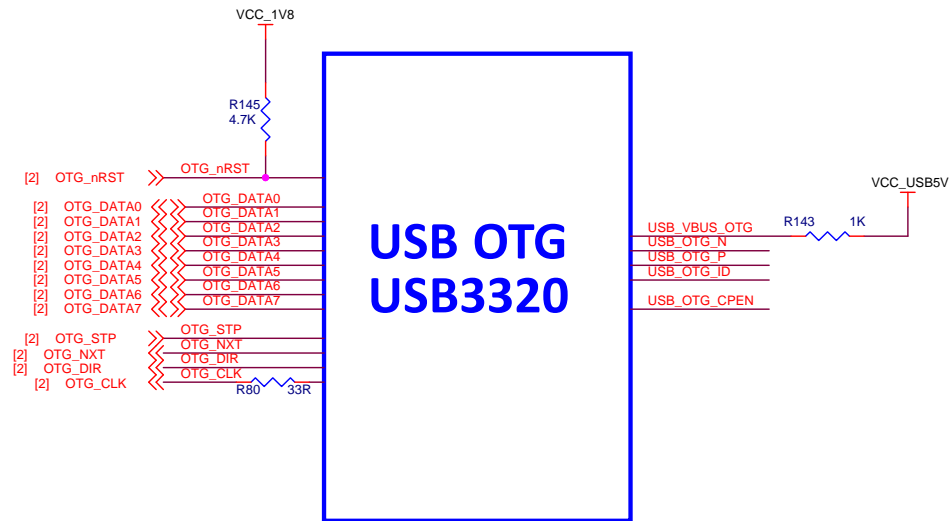 VCC_1V8
R145
4.7K
[2] OTG_nRST OTG_nRST
[2] OTG_DATA0 OTG_DATA0
[2] OTG_DATA1 OTG_DATA1
[2] OTG_DATA2 OTG_DATA2
[2] OTG_DATA3 OTG_DATA3
[2] OTG_DATA4 OTG_DATA4
[2] OTG_DATA5 OTG_DATA5
[2] OTG_DATA6 OTG_DATA6
[2] OTG_DATA7 OTG_DATA7
[2] OTG_STP OTG_STP
[2] OTG_NXT OTG_NXT
[2] OTG_DIR OTG_DIR
[2] OTG_CLK OTG_CLK
R80 33R
USB OTG
USB3320
VCC_USB5V
R143 1K
USB_VBUS_OTG
USB_OTG_N
USB_OTG_P
USB_OTG_ID
USB_OTG_CPEN